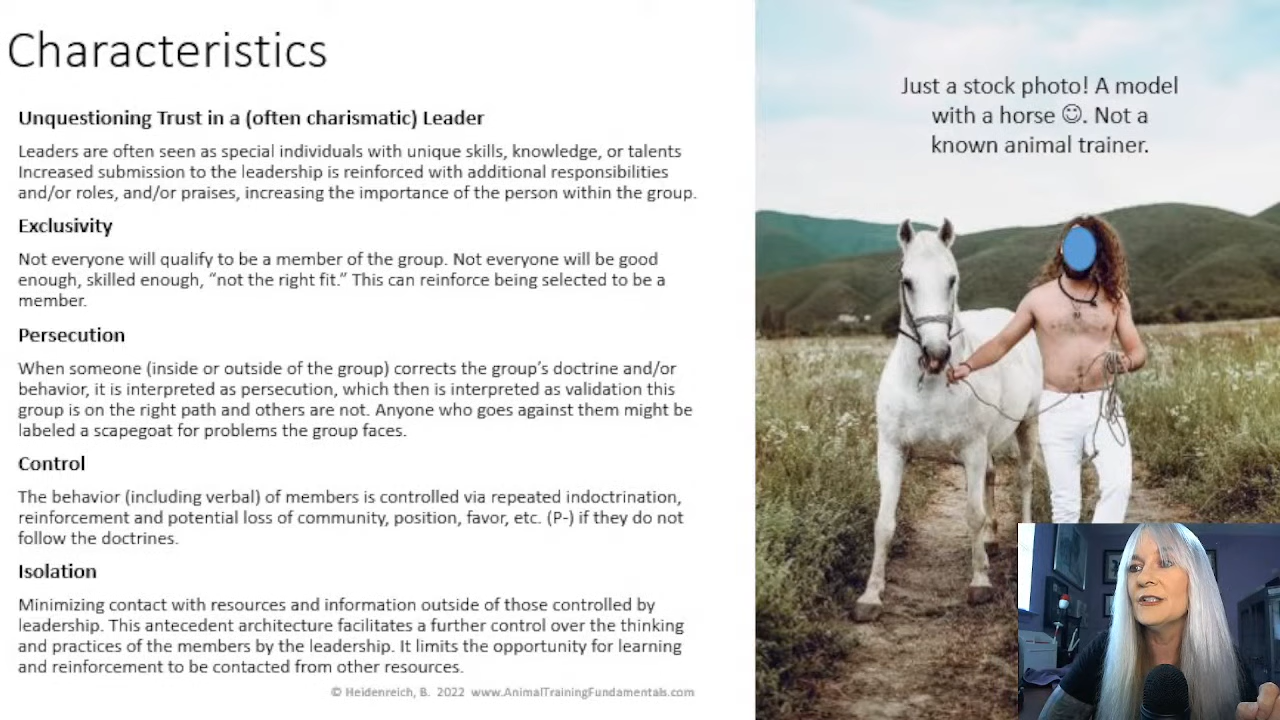 Characteristics
Unquestioning Trust in a (often charismatic) Leader
Leaders are often seen as special individuals with unique skills, knowledge, or talents
Increased submission to the leadership is reinforced with additional responsibilities
and/or roles, and/or praises, increasing the importance of the person within the group.
Exclusivity
Not everyone will qualify to be a member of the group. Not everyone will be good
enough, skilled enough, “not the right fit.” This can reinforce being selected to be a
member.
Persecution
When someone (inside or outside of the group) corrects the group’s doctrine and/or
behavior, it is interpreted as persecution, which then is interpreted as validation this
group is on the right path and others are not. Anyone who goes against them might be
labeled a scapegoat for problems the group faces.
Control
The behavior (including verbal) of members is controlled via repeated indoctrination,
reinforcement and potential loss of community, position, favor, etc. (P-) if they do not
follow the doctrines.
Isolation
Minimizing contact with resources and information outside of those controlled by
leadership. This antecedent architecture facilitates a further control over the thinking
and practices of the members by the leadership. It limits the opportunity for learning
and reinforcement to be contacted from other resources.
© Heidenreich, B. 2022 www.AnimalTrainingFundamentals.com
Just a stock photo! A model
with a horse ☺. Not a
known animal trainer.